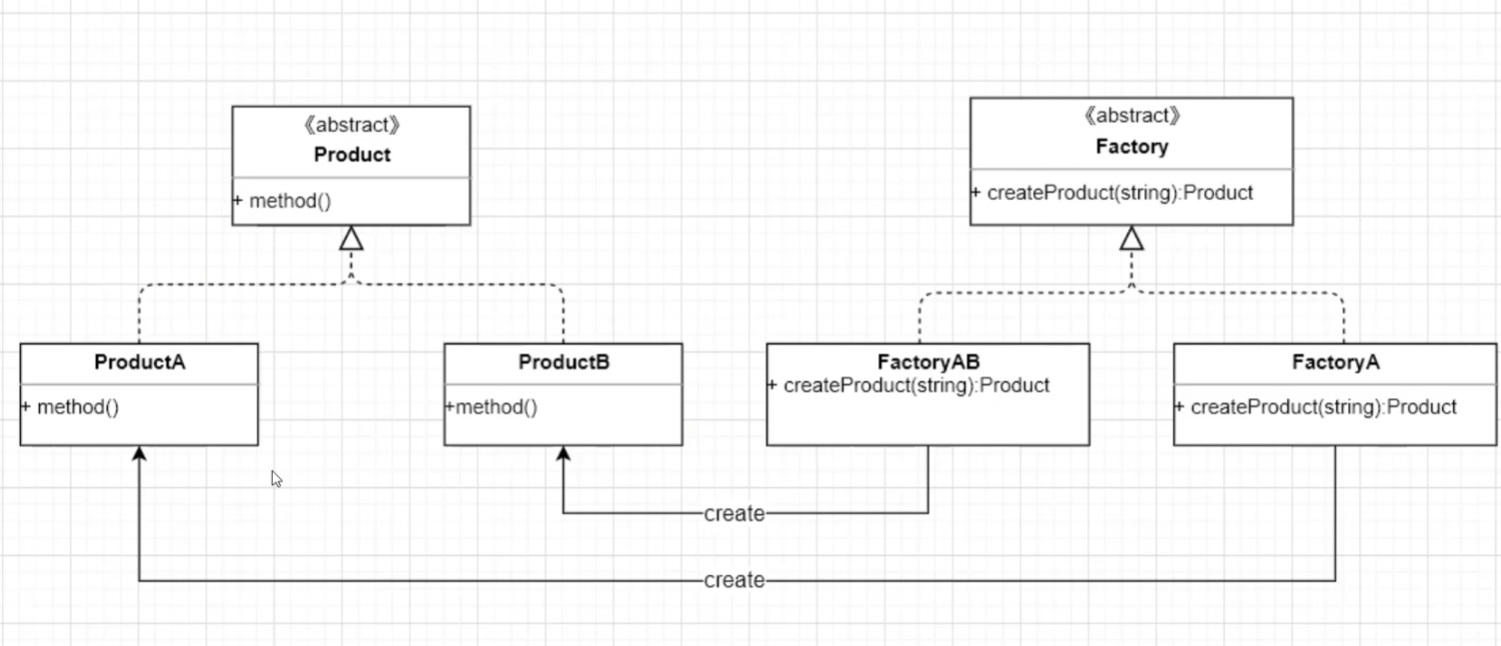 《abstract》
Product
+ method()
《abstract》
Factory
+ createProduct(string):Product
ProductA
+ method()
ProductB
+method()
FactoryAB
+ createProduct(string):Product
FactoryA
+ createProduct(string):Product
create
create